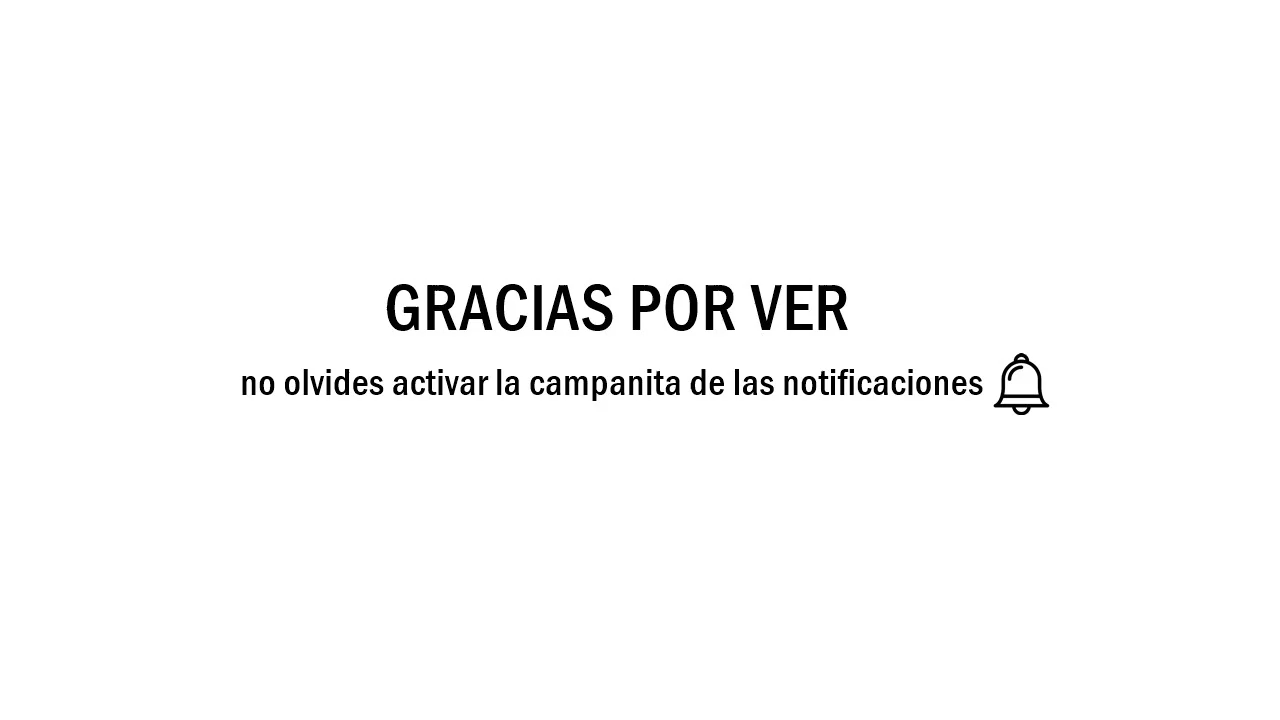 GRACIAS POR VER
no olvides activar la campanita de las notificaciones